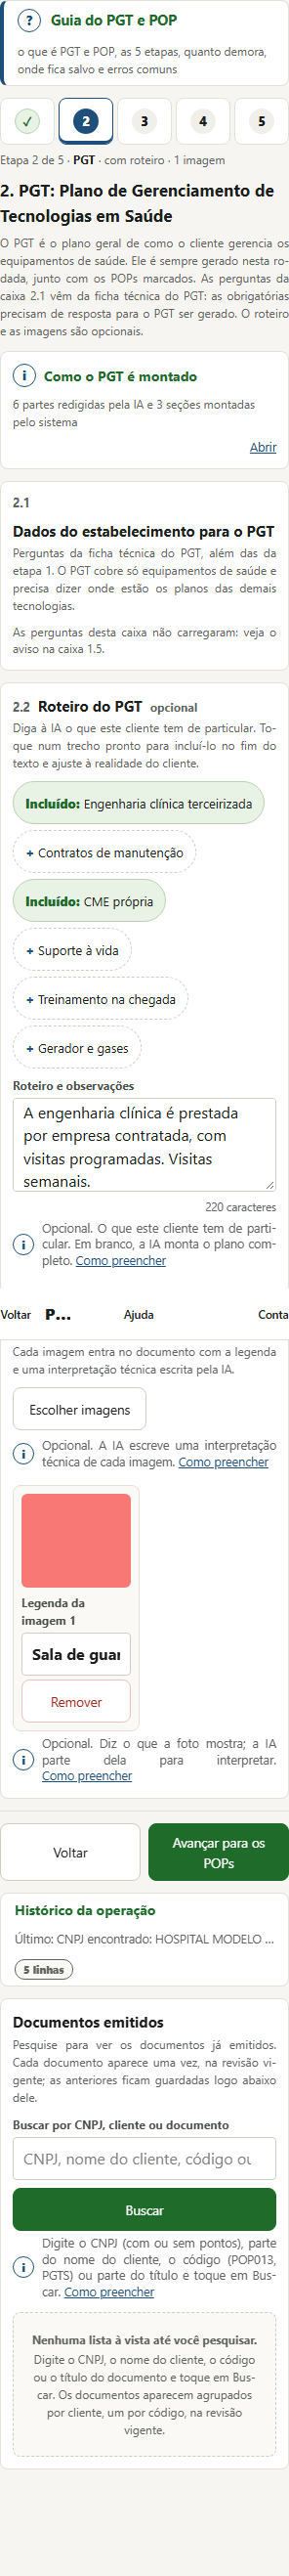 ?
Guia do PGT e POP
o que é PGT e POP, as 5 etapas, quanto demora,
onde fica salvo e erros comuns
✓ 2 3 4 5
Etapa 2 de 5 · PGT · com roteiro · 1 imagem
2. PGT: Plano de Gerenciamento de
Tecnologias em Saúde
O PGT é o plano geral de como o cliente gerencia os
equipamentos de saúde. Ele é sempre gerado nesta ro-
dada, junto com os POPs marcados. As perguntas da
caixa 2.1 vêm da ficha técnica do PGT: as obrigatórias
precisam de resposta para o PGT ser gerado. O roteiro
e as imagens são opcionais.
i
Como o PGT é montado
6 partes redigidas pela IA e 3 seções montadas
pelo sistema
Abrir
2.1
Dados do estabelecimento para o PGT
Perguntas da ficha técnica do PGT, além das da
etapa 1. O PGT cobre só equipamentos de saúde e
precisa dizer onde estão os planos das demais
tecnologias.
As perguntas desta caixa não carregaram: veja o
aviso na caixa 1.5.
2.2 Roteiro do PGT opcional
Diga à IA o que este cliente tem de particular. To-
que num trecho pronto para incluí-lo no fim do
texto e ajuste à realidade do cliente.
Incluído: Engenharia clínica terceirizada
+ Contratos de manutenção
Incluído: CME própria
+ Suporte à vida
+ Treinamento na chegada
+ Gerador e gases
Roteiro e observações
A engenharia clínica é prestada
por empresa contratada, com
visitas programadas. Visitas
semanais.
220 caracteres
i
Opcional. O que este cliente tem de parti-
cular. Em branco, a IA monta o plano com-
pleto. Como preencher
Voltar P... Ajuda Conta
Cada imagem entra no documento com a legenda
e uma interpretação técnica escrita pela IA.
Escolher imagens
i
Opcional. A IA escreve uma interpretação
técnica de cada imagem. Como preencher
Legenda da
imagem 1
Sala de guar
Remover
i
Opcional. Diz o que a foto mostra; a IA
parte dela para interpretar.
Como preencher
Voltar
Avançar para os
POPs
Histórico da operação
Último: CNPJ encontrado: HOSPITAL MODELO ...
5 linhas
Documentos emitidos
Pesquise para ver os documentos já emitidos.
Cada documento aparece uma vez, na revisão vi-
gente; as anteriores ficam guardadas logo abaixo
dele.
Buscar por CNPJ, cliente ou documento
CNPJ, nome do cliente, código ou
Buscar
i
Digite o CNPJ (com ou sem pontos), parte
do nome do cliente, o código (POP013,
PGTS) ou parte do título e toque em Bus-
car. Como preencher
Nenhuma lista à vista até você pesquisar.
Digite o CNPJ, o nome do cliente, o código
ou o título do documento e toque em Bus-
car. Os documentos aparecem agrupados
por cliente, um por código, na revisão
vigente.